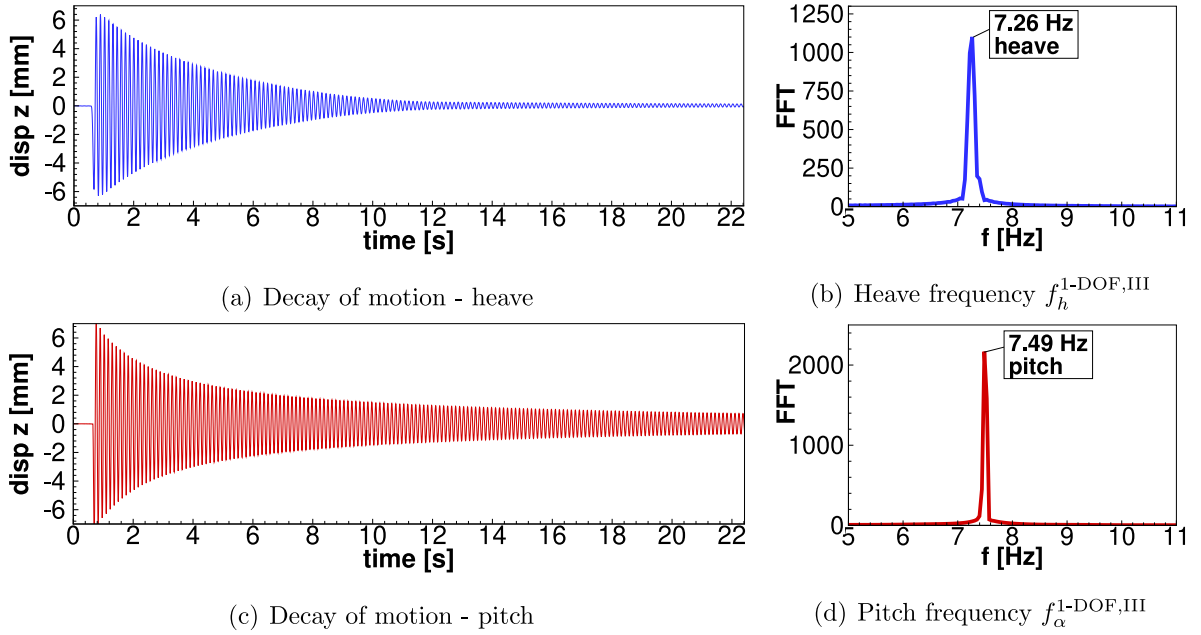 disp z [mm]
6
4
2
0
-2
-4
-6
0 2 4 6 8 10 12 14 16 18 20 22
time [s]
(a) Decay of motion - heave
FFT
1250
1000
750
500
250
0
7.26 Hz
heave
5 6 7 8 9 10 11
f [Hz]
(b) Heave frequency f_h^{1-DOF,III}
disp z [mm]
6
4
2
0
-2
-4
-6
0 2 4 6 8 10 12 14 16 18 20 22
time [s]
(c) Decay of motion - pitch
FFT
2000
1000
0
7.49 Hz
pitch
5 6 7 8 9 10 11
f [Hz]
(d) Pitch frequency f_α^{1-DOF,III}